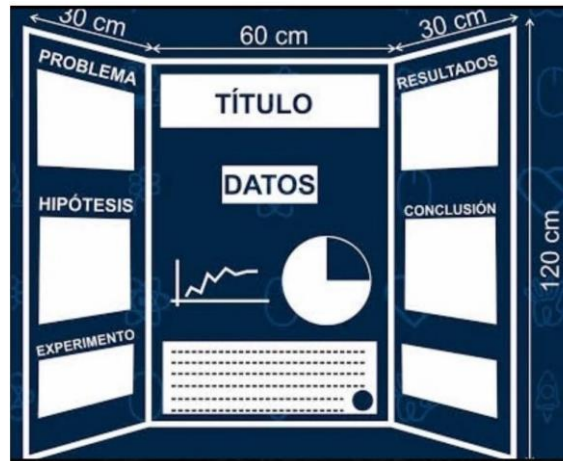 30 cm
60 cm
30 cm
PROBLEMA
TÍTULO
RESULTADOS
DATOS
HIPÓTESIS
CONCLUSIÓN
120 cm
EXPERIMENTO